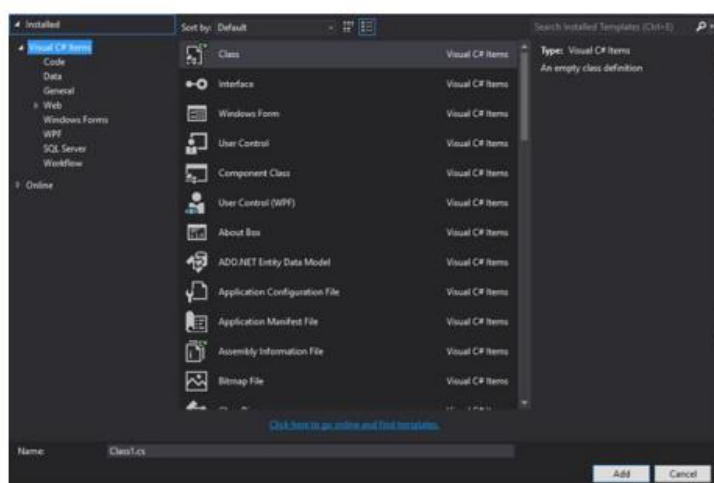 Installed
Sort by: Default
Search Installed Templates (Ctrl+E)
Visual C# Items
Code
Data
General
Web
Windows Forms
WPF
SQL Server
Workflow
Online
Class Visual C# Items
Interface Visual C# Items
Windows Form Visual C# Items
User Control Visual C# Items
Component Class Visual C# Items
User Control (WPF) Visual C# Items
About Box Visual C# Items
ADO.NET Entity Data Model Visual C# Items
Application Configuration File Visual C# Items
Application Manifest File Visual C# Items
Assembly Information File Visual C# Items
Bitmap File Visual C# Items
Type: Visual C# Items
An empty class definition
Click here to go online and find templates.
Name: Class1.cs
Add Cancel